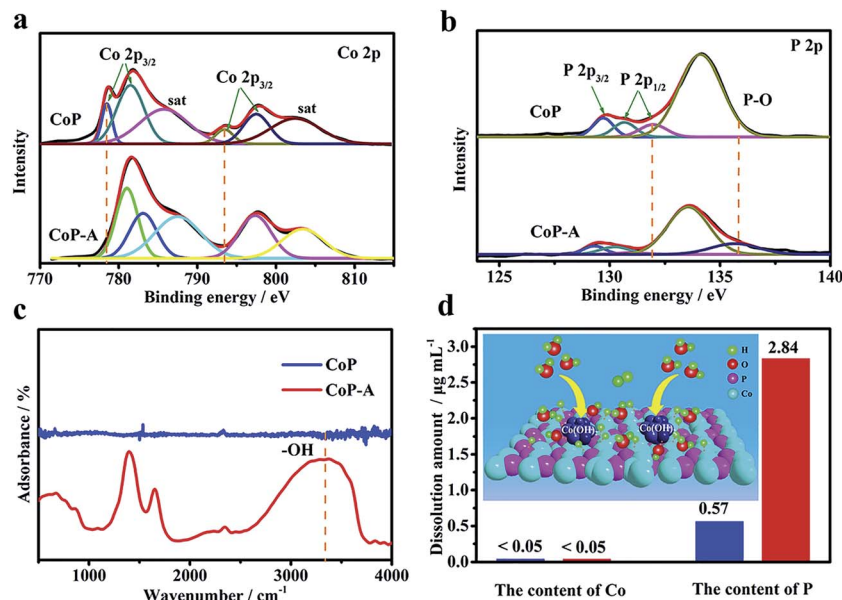 a
Co 2p
Co 2p3/2
Co 2p3/2
sat
sat
CoP
CoP-A
Intensity
770 780 790 800 810
Binding energy / eV
b
P 2p
P 2p3/2
P 2p1/2
P-O
CoP
CoP-A
Intensity
125 130 135 140
Binding energy / eV
c
CoP
CoP-A
-OH
Adsorbance / %
1000 2000 3000 4000
Wavenumber / cm-1
d
Dissolution amount / μg mL-1
3.0
2.5
2.0
1.5
1.0
0.5
0.0
H
O
P
Co
Co(OH)2
Co(OH)2
< 0.05
< 0.05
0.57
2.84
The content of Co
The content of P